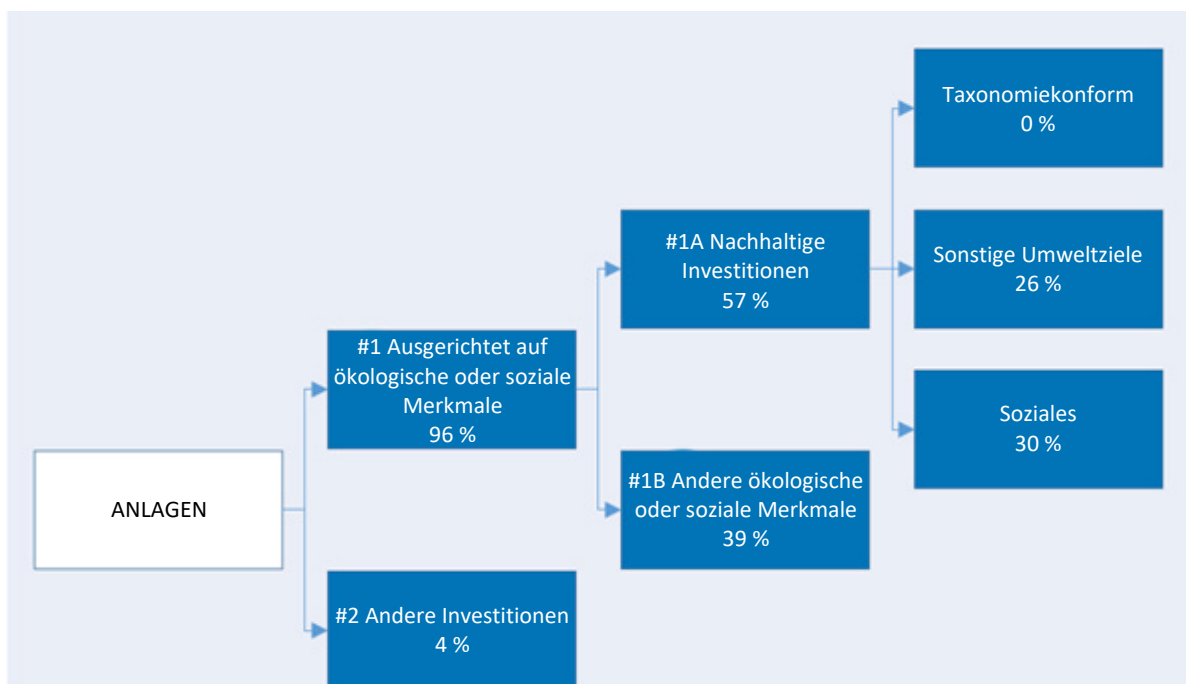 Taxonomiekonform
0 %
#1A Nachhaltige
Investitionen
57 %
Sonstige Umweltziele
26 %
#1 Ausgerichtet auf
ökologische oder soziale
Merkmale
96 %
Soziales
30 %
ANLAGEN
#1B Andere ökologische
oder soziale Merkmale
39 %
#2 Andere Investitionen
4 %